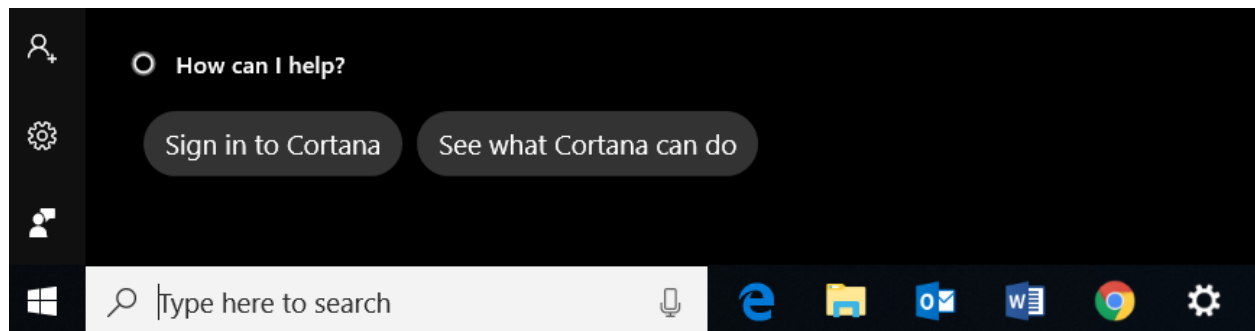 How can I help?
Sign in to Cortana
See what Cortana can do
Type here to search